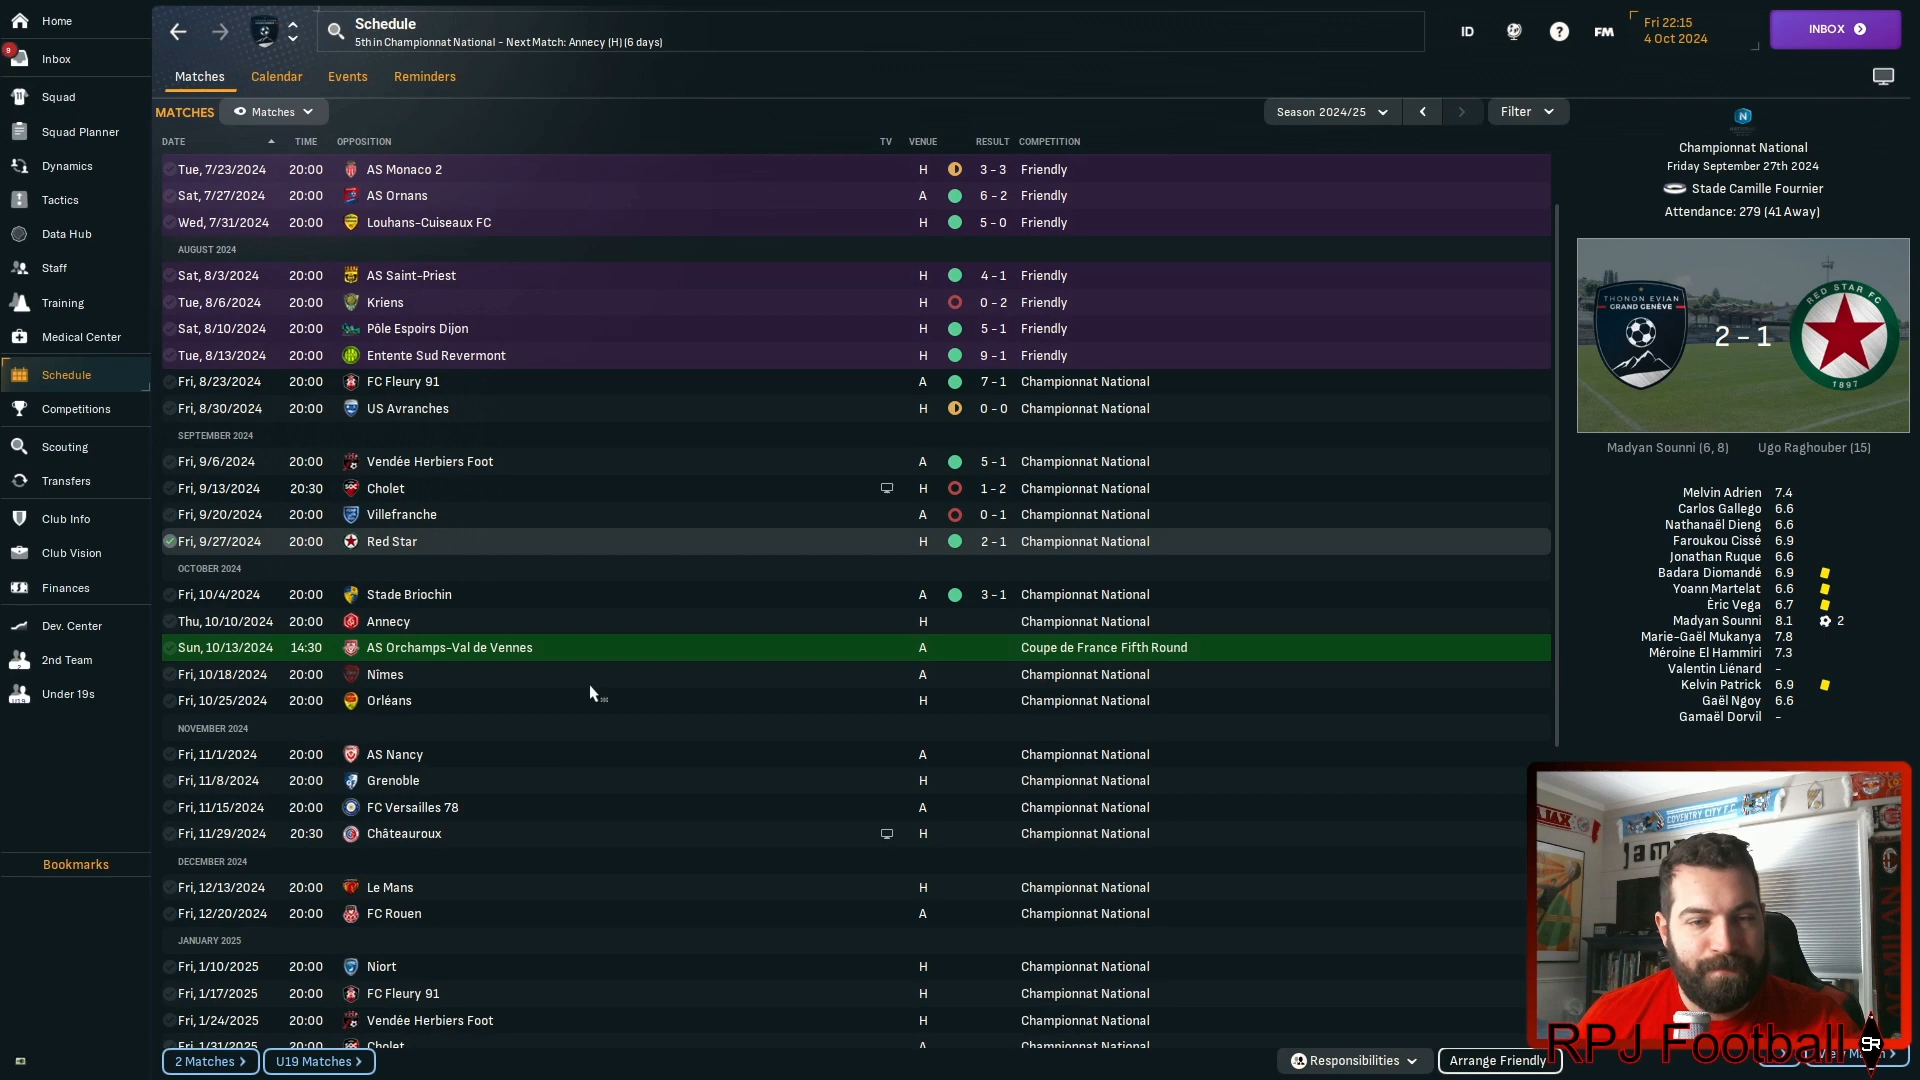 Home
9
Inbox
Squad
Squad Planner
Dynamics
Tactics
Data Hub
Staff
Training
Medical Center
Schedule
Competitions
Scouting
Transfers
Club Info
Club Vision
Finances
Dev. Center
2nd Team
Under 19s
Bookmarks
Schedule
5th in Championnat National - Next Match: Annecy (H) (6 days)
ID
?
FM
Fri 22:15
4 Oct 2024
INBOX
Matches Calendar Events Reminders
MATCHES Matches Season 2024/25 Filter
DATE TIME OPPOSITION TV VENUE RESULT COMPETITION
Tue, 7/23/2024 20:00 AS Monaco 2 H 3 - 3 Friendly
Sat, 7/27/2024 20:00 AS Ornans A 6 - 2 Friendly
Wed, 7/31/2024 20:00 Louhans-Cuiseaux FC H 5 - 0 Friendly
AUGUST 2024
Sat, 8/3/2024 20:00 AS Saint-Priest H 4 - 1 Friendly
Tue, 8/6/2024 20:00 Kriens H 0 - 2 Friendly
Sat, 8/10/2024 20:00 Pôle Espoirs Dijon H 5 - 1 Friendly
Tue, 8/13/2024 20:00 Entente Sud Revermont H 9 - 1 Friendly
Fri, 8/23/2024 20:00 FC Fleury 91 A 7 - 1 Championnat National
Fri, 8/30/2024 20:00 US Avranches H 0 - 0 Championnat National
SEPTEMBER 2024
Fri, 9/6/2024 20:00 Vendée Herbiers Foot A 5 - 1 Championnat National
Fri, 9/13/2024 20:30 Cholet H 1 - 2 Championnat National
Fri, 9/20/2024 20:00 Villefranche A 0 - 1 Championnat National
Fri, 9/27/2024 20:00 Red Star H 2 - 1 Championnat National
OCTOBER 2024
Fri, 10/4/2024 20:00 Stade Briochin A 3 - 1 Championnat National
Thu, 10/10/2024 20:00 Annecy H Championnat National
Sun, 10/13/2024 14:30 AS Orchamps-Val de Vennes A Coupe de France Fifth Round
Fri, 10/18/2024 20:00 Nîmes A Championnat National
Fri, 10/25/2024 20:00 Orléans H Championnat National
NOVEMBER 2024
Fri, 11/1/2024 20:00 AS Nancy A Championnat National
Fri, 11/8/2024 20:00 Grenoble H Championnat National
Fri, 11/15/2024 20:00 FC Versailles 78 A Championnat National
Fri, 11/29/2024 20:30 Châteauroux H Championnat National
DECEMBER 2024
Fri, 12/13/2024 20:00 Le Mans H Championnat National
Fri, 12/20/2024 20:00 FC Rouen A Championnat National
JANUARY 2025
Fri, 1/10/2025 20:00 Niort H Championnat National
Fri, 1/17/2025 20:00 FC Fleury 91 H Championnat National
Fri, 1/24/2025 20:00 Vendée Herbiers Foot H Championnat National
Fri, 1/31/2025 20:00 Cholet A Championnat National
2 Matches U19 Matches Responsibilities Arrange Friendly
N
Championnat National
Friday September 27th 2024
Stade Camille Fournier
Attendance: 279 (41 Away)
THONON EVIAN
GRAND GENÈVE
2 - 1
RED STAR FC
1897
Madyan Sounni (6, 8) Ugo Raghouber (15)
Melvin Adrien 7.4
Carlos Gallego 6.6
Nathanaël Dieng 6.6
Faroukou Cissé 6.9
Jonathan Ruque 6.6
Badara Diomandé 6.9
Yoann Martelat 6.6
Èric Vega 6.7
Madyan Sounni 8.1 2
Marie-Gaël Mukanya 7.8
Méroine El Hammiri 7.3
Valentin Liénard -
Kelvin Patrick 6.9
Gaël Ngoy 6.6
Gamaël Dorvil -
COVENTRY CITY F.C.
AJAX
AC MILAN
RPJ Football
SR